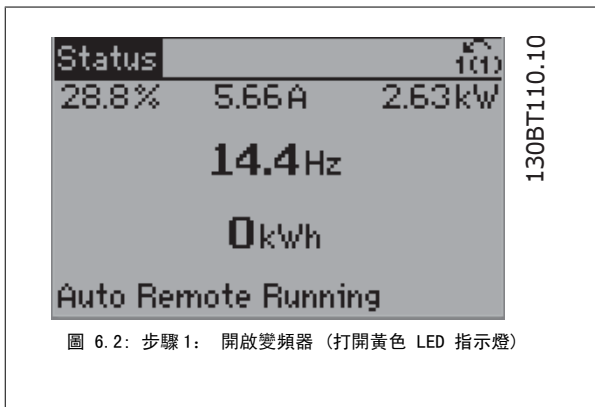 Status 1(1)
28.8% 5.66A 2.63kW
14.4Hz
0kWh
Auto Remote Running
130BT110.10
圖 6.2: 步驟 1： 開啟變頻器 (打開黃色 LED 指示燈)